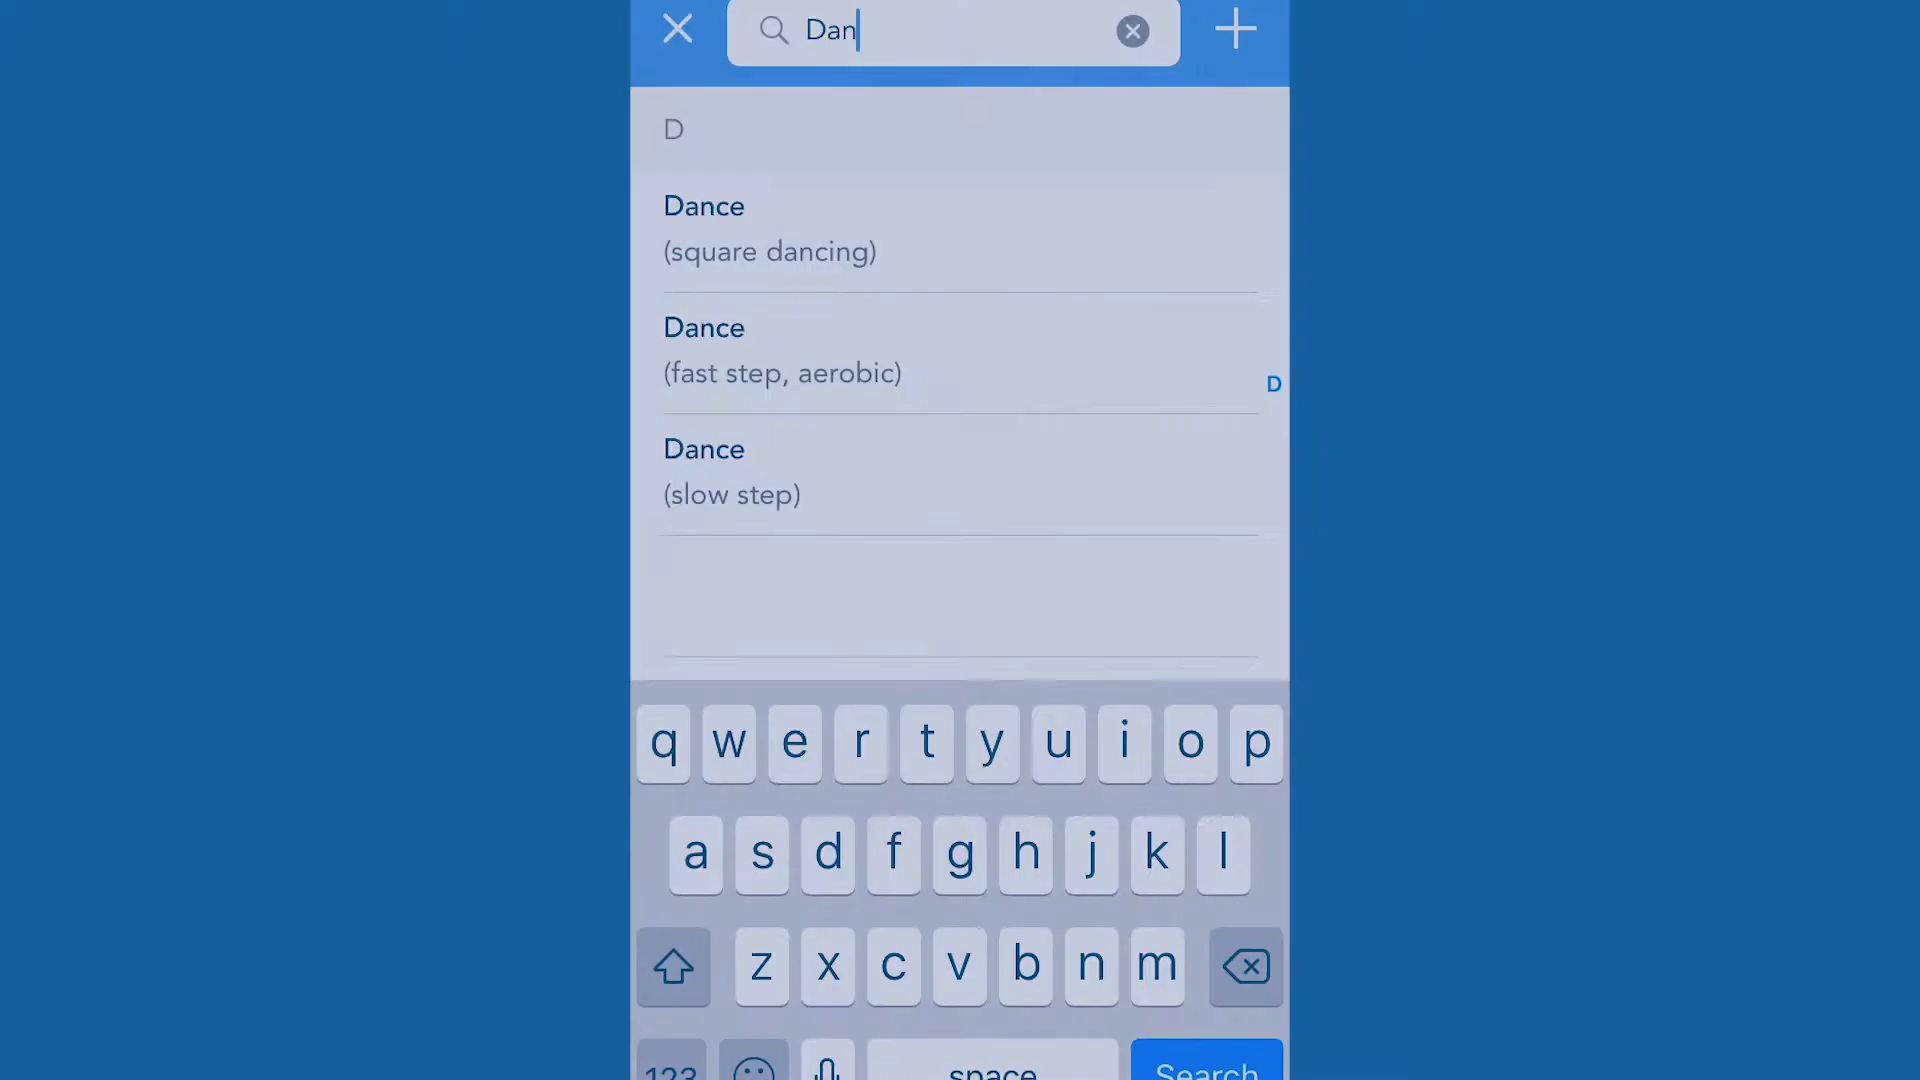 Dan
D
Dance
(square dancing)
Dance
(fast step, aerobic)
D
Dance
(slow step)
q w e r t y u i o p
a s d f g h j k l
z x c v b n m
123 space Search